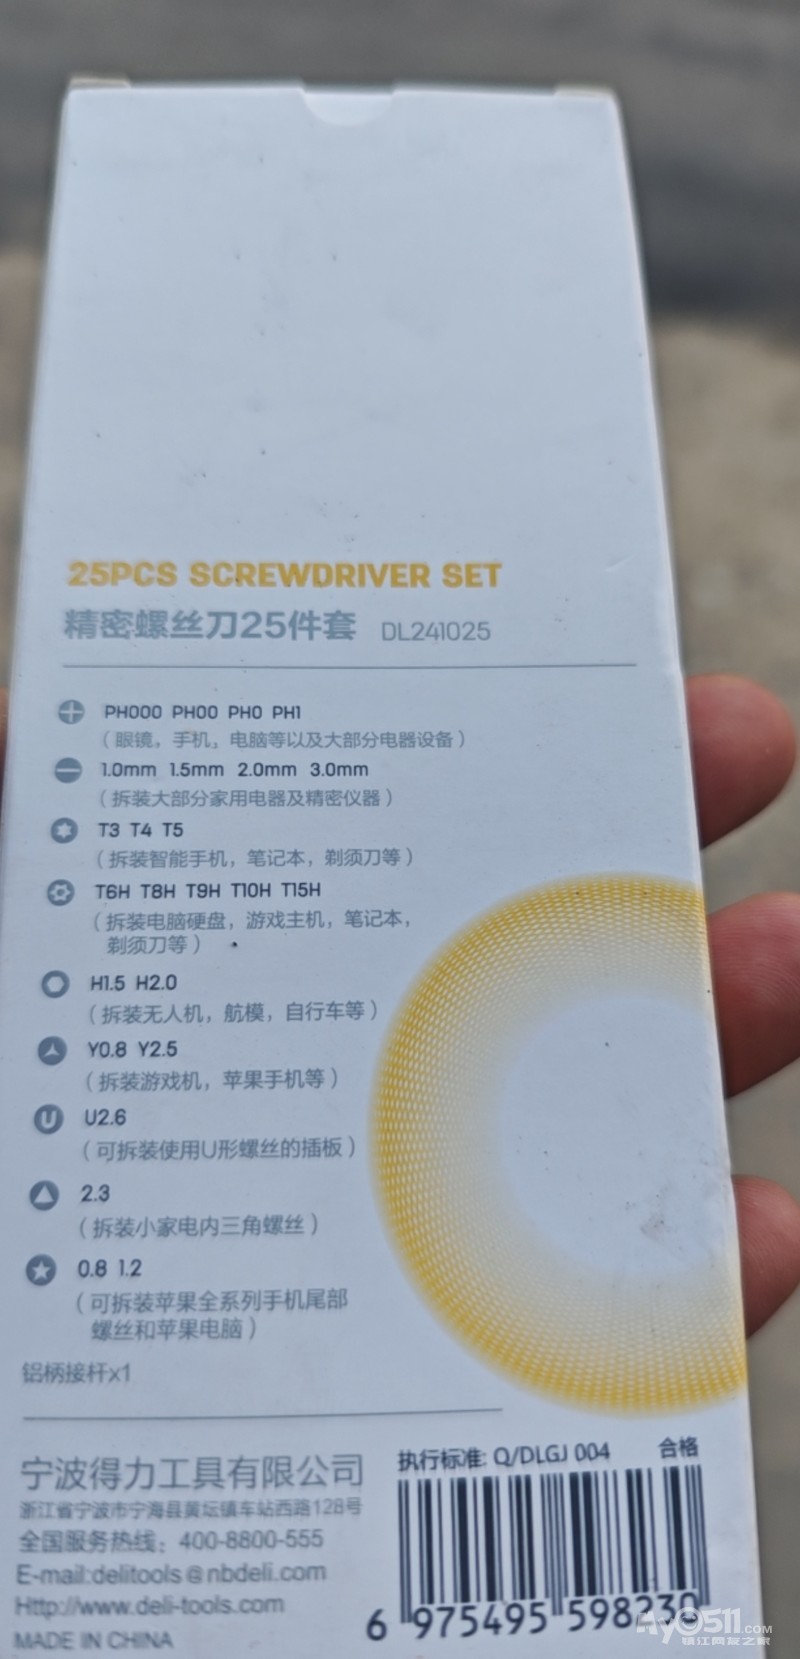 25PCS SCREWDRIVER SET
精密螺丝刀25件套 DL241025
PH000 PH00 PH0 PH1
（眼镜，手机，电脑等以及大部分电器设备）
1.0mm 1.5mm 2.0mm 3.0mm
（拆装大部分家用电器及精密仪器）
T3 T4 T5
（拆装智能手机，笔记本，剃须刀等）
T6H T8H T9H T10H T15H
（拆装电脑硬盘，游戏主机，笔记本，
剃须刀等）
H1.5 H2.0
（拆装无人机，航模，自行车等）
Y0.8 Y2.5
（拆装游戏机，苹果手机等）
U
U2.6
（可拆装使用U形螺丝的插板）
2.3
（拆装小家电内三角螺丝）
0.8 1.2
（可拆装苹果全系列手机尾部
螺丝和苹果电脑）
铝柄接杆x1
宁波得力工具有限公司
浙江省宁波市宁海县黄坛镇车站西路128号
全国服务热线：400-8800-555
E-mail:delitools@nbdeli.com
Http://www.deli-tools.com
MADE IN CHINA
执行标准: Q/DLGJ 004 合格
6 975495 598230
My0511.COM
镇江网友之家